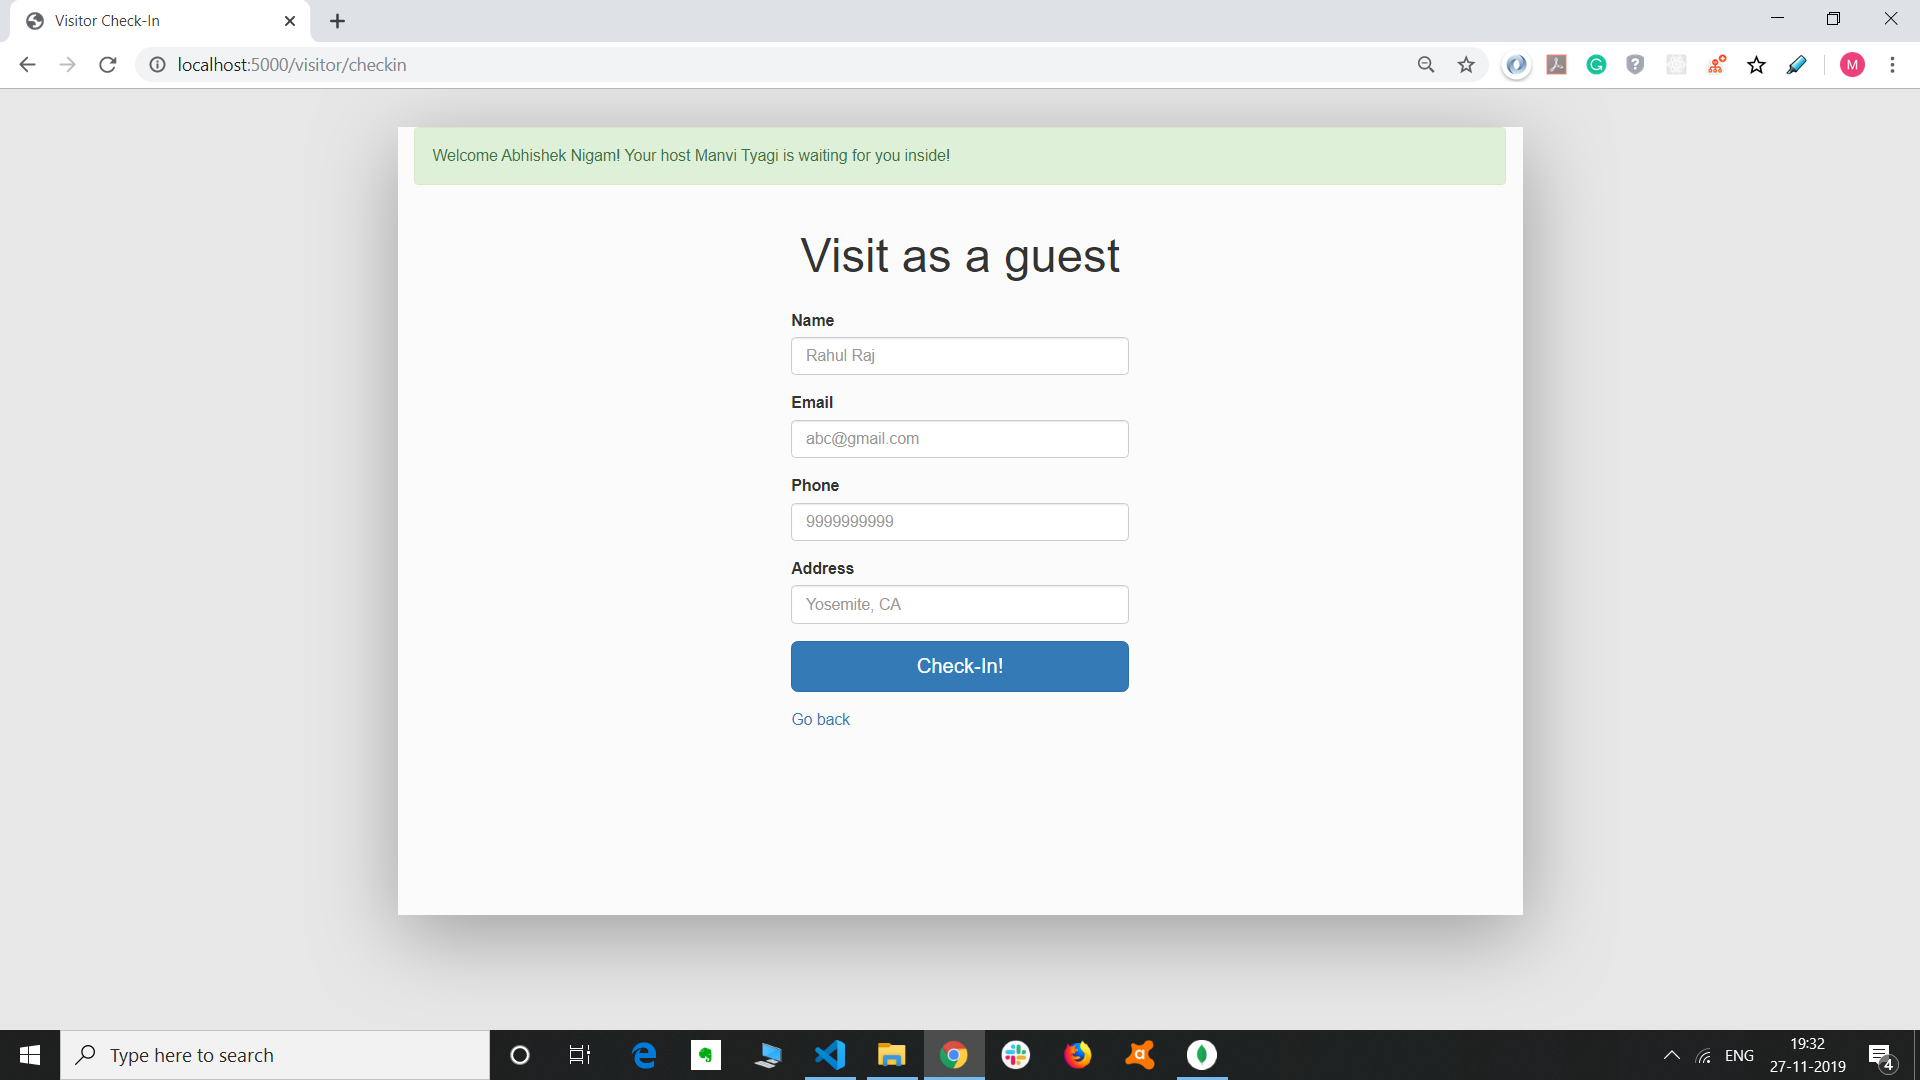 Visitor Check-In
localhost:5000/visitor/checkin
M
Welcome Abhishek Nigam! Your host Manvi Tyagi is waiting for you inside!
Visit as a guest
Name
Rahul Raj
Email
abc@gmail.com
Phone
9999999999
Address
Yosemite, CA
Check-In!
Go back
Type here to search
ENG
19:32
27-11-2019
4